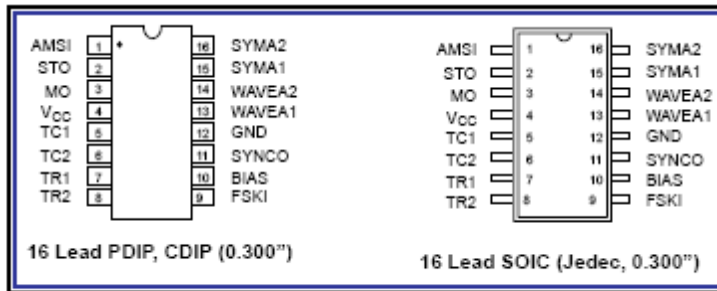 AMSI 1 16 SYMA2
STO 2 15 SYMA1
MO 3 14 WAVEA2
VCC 4 13 WAVEA1
TC1 5 12 GND
TC2 6 11 SYNCO
TR1 7 10 BIAS
TR2 8 9 FSKI
16 Lead PDIP, CDIP (0.300")
AMSI 1 16 SYMA2
STO 2 15 SYMA1
MO 3 14 WAVEA2
VCC 4 13 WAVEA1
TC1 5 12 GND
TC2 6 11 SYNCO
TR1 7 10 BIAS
TR2 8 9 FSKI
16 Lead SOIC (Jedec, 0.300")